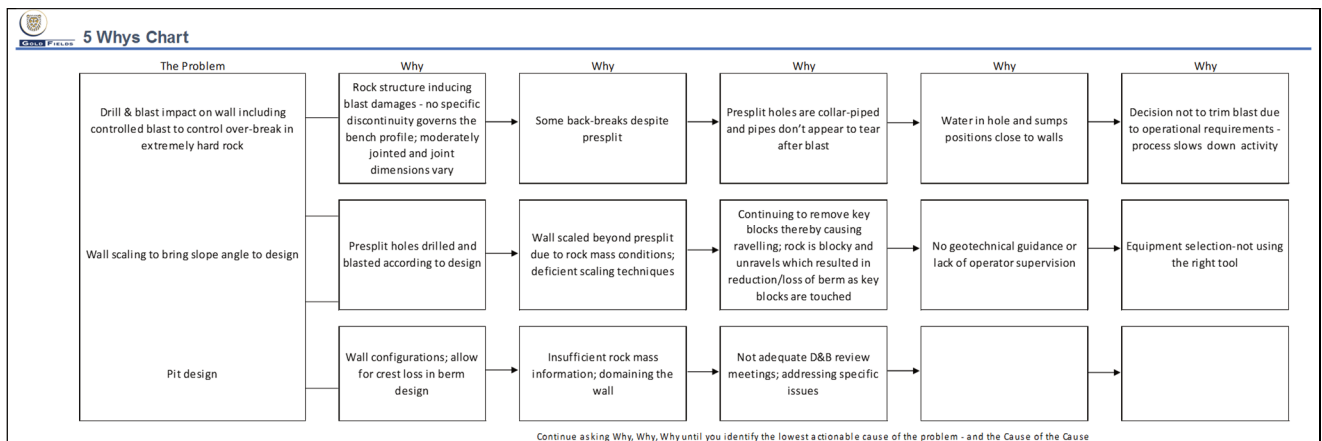 GOLD FIELDS
5 Whys Chart
The Problem
Why
Why
Why
Why
Why
Drill & blast impact on wall including
controlled blast to control over-break in
extremely hard rock
Rock structure inducing
blast damages - no specific
discontinuity governs the
bench profile; moderately
jointed and joint
dimensions vary
Some back-breaks despite
presplit
Presplit holes are collar-piped
and pipes don't appear to tear
after blast
Water in hole and sumps
positions close to walls
Decision not to trim blast due
to operational requirements -
process slows down activity
Wall scaling to bring slope angle to design
Presplit holes drilled and
blasted according to design
Wall scaled beyond presplit
due to rock mass conditions;
deficient scaling techniques
Continuing to remove key
blocks thereby causing
ravelling; rock is blocky and
unravels which resulted in
reduction/loss of berm as key
blocks are touched
No geotechnical guidance or
lack of operator supervision
Equipment selection-not using
the right tool
Pit design
Wall configurations; allow
for crest loss in berm
design
Insufficient rock mass
information; domaining the
wall
Not adequate D&B review
meetings; addressing specific
issues
Continue asking Why, Why, Why until you identify the lowest actionable cause of the problem - and the Cause of the Cause